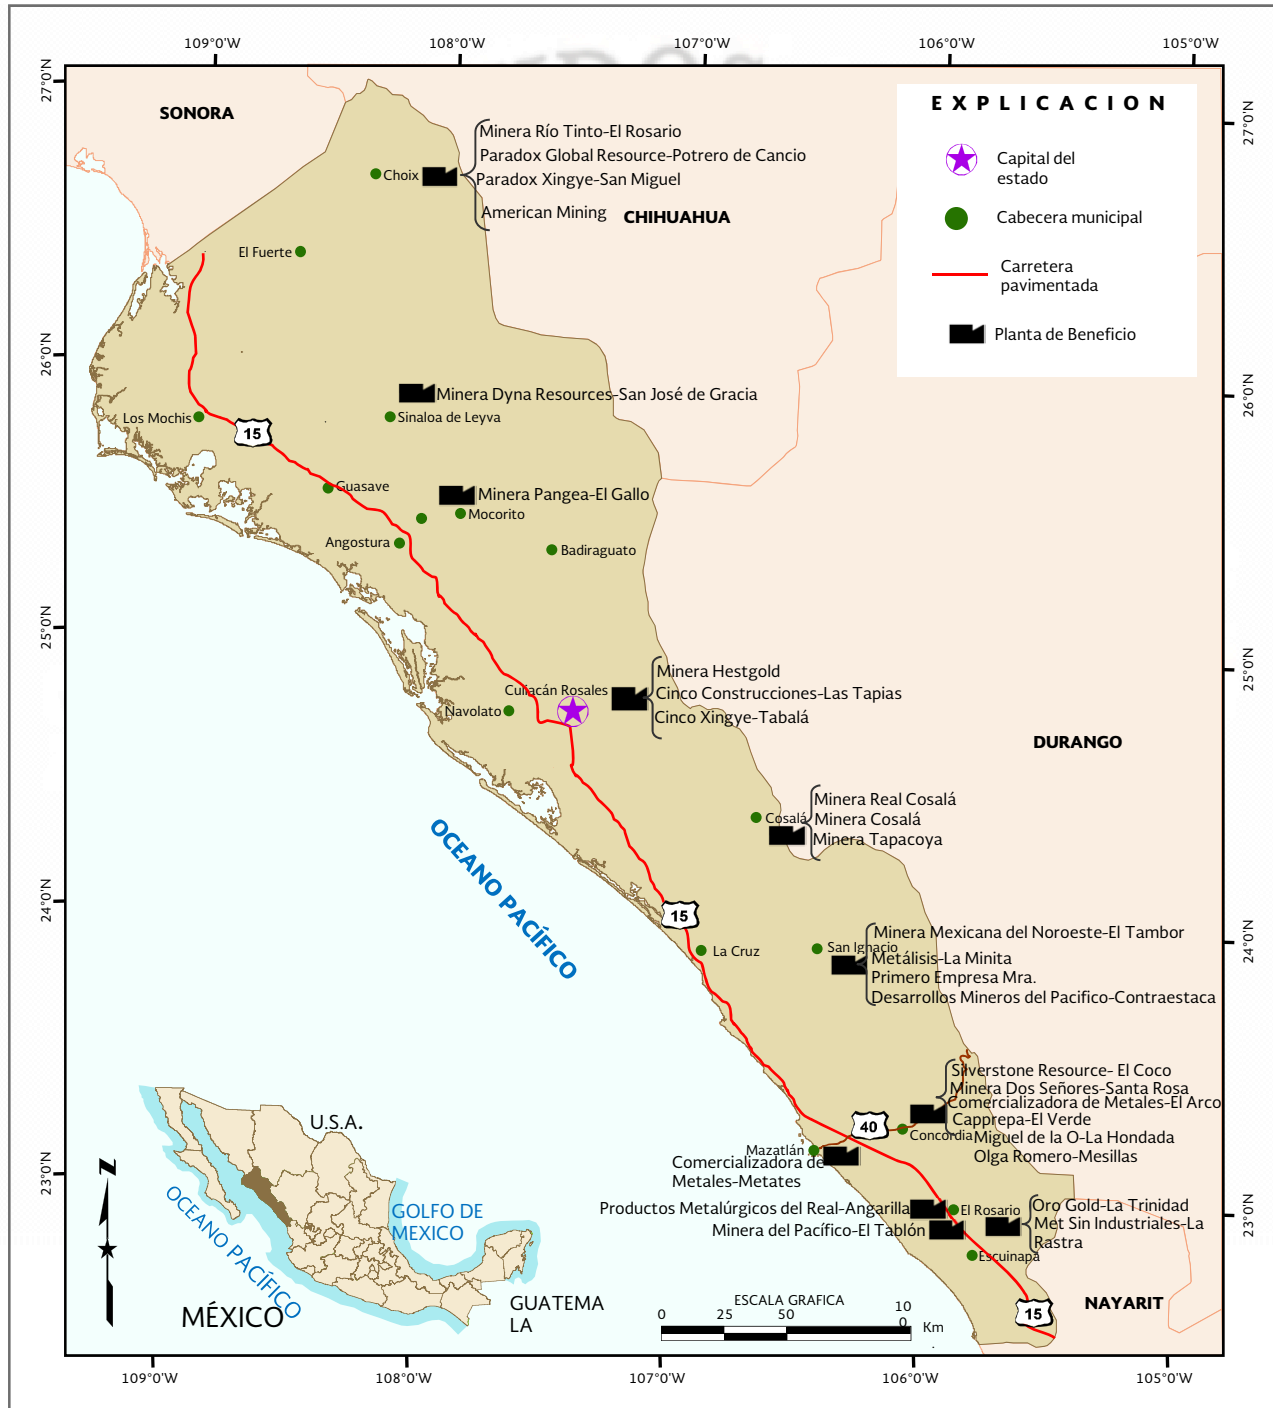 109°0'W
108°0'W
107°0'W
106°0'W
105°0'W
27°0'N
26°0'N
25°0'N
24°0'N
23°0'N
27°0'N
26°0'N
25°0'N
24°0'N
23°0'N
SONORA
CHIHUAHUA
DURANGO
NAYARIT
EXPLICACION
Capital del
estado
Cabecera municipal
Carretera
pavimentada
Planta de Beneficio
Minera Río Tinto-El Rosario
Paradox Global Resource-Potrero de Cancio
Choix
Paradox Xingye-San Miguel
American Mining
El Fuerte
Minera Dyna Resources-San José de Gracia
Los Mochis
Sinaloa de Leyva
15
Guasave
Minera Pangea-El Gallo
Mocorito
Angostura
Badiraguato
Minera Hestgold
Culiacán Rosales
Cinco Construcciones-Las Tapias
Navolato
Cinco Xingye-Tabalá
Minera Real Cosalá
Cosalá
Minera Cosalá
Minera Tapacoya
OCEANO PACÍFICO
15
Minera Mexicana del Noroeste-El Tambor
La Cruz
San Ignacio
Metálisis-La Minita
Primero Empresa Mra.
Desarrollos Mineros del Pacifico-Contraestaca
Silverstone Resource- El Coco
Minera Dos Señores-Santa Rosa
Comercializadora de Metales-El Arco
Capprepa-El Verde
40
Concordia
Miguel de la O-La Hondada
Olga Romero-Mesillas
Mazatlán
Comercializadora de
Metales-Metates
Productos Metalúrgicos del Real-Angarilla
El Rosario
Oro Gold-La Trinidad
Minera del Pacífico-El Tablón
Met Sin Industriales-La
Rastra
Escuinapa
15
U.S.A.
GOLFO DE
MEXICO
OCEANO PACÍFICO
MÉXICO
GUATEMA
LA
N
ESCALA GRAFICA
0
25
50
10
0
Km
109°0'W
108°0'W
107°0'W
106°0'W
105°0'W